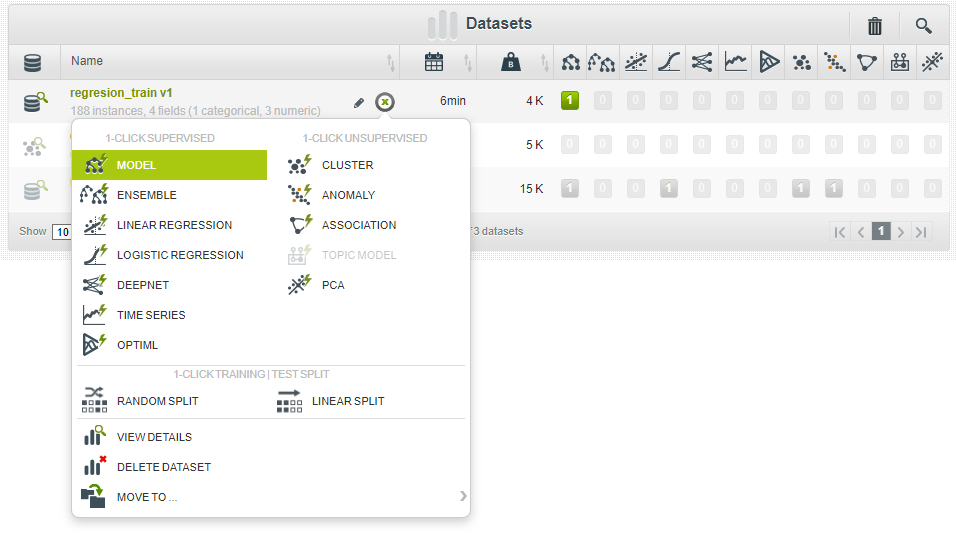 Datasets
Name
B
regresion_train v1
188 instances, 4 fields (1 categorical, 3 numeric)
6min
4 K
1 0 0 0 0 0 0 0 0 0 0 0
1-CLICK SUPERVISED
1-CLICK UNSUPERVISED
MODEL
CLUSTER
5 K
0 0 0 0 0 0 0 0 0 0 0 0
ENSEMBLE
ANOMALY
15 K
1 0 0 1 0 0 0 1 1 0 0 0
LINEAR REGRESSION
ASSOCIATION
Show 10
3 datasets
1
LOGISTIC REGRESSION
TOPIC MODEL
DEEPNET
PCA
TIME SERIES
OPTIML
1-CLICK TRAINING | TEST SPLIT
RANDOM SPLIT
LINEAR SPLIT
VIEW DETAILS
DELETE DATASET
MOVE TO ...